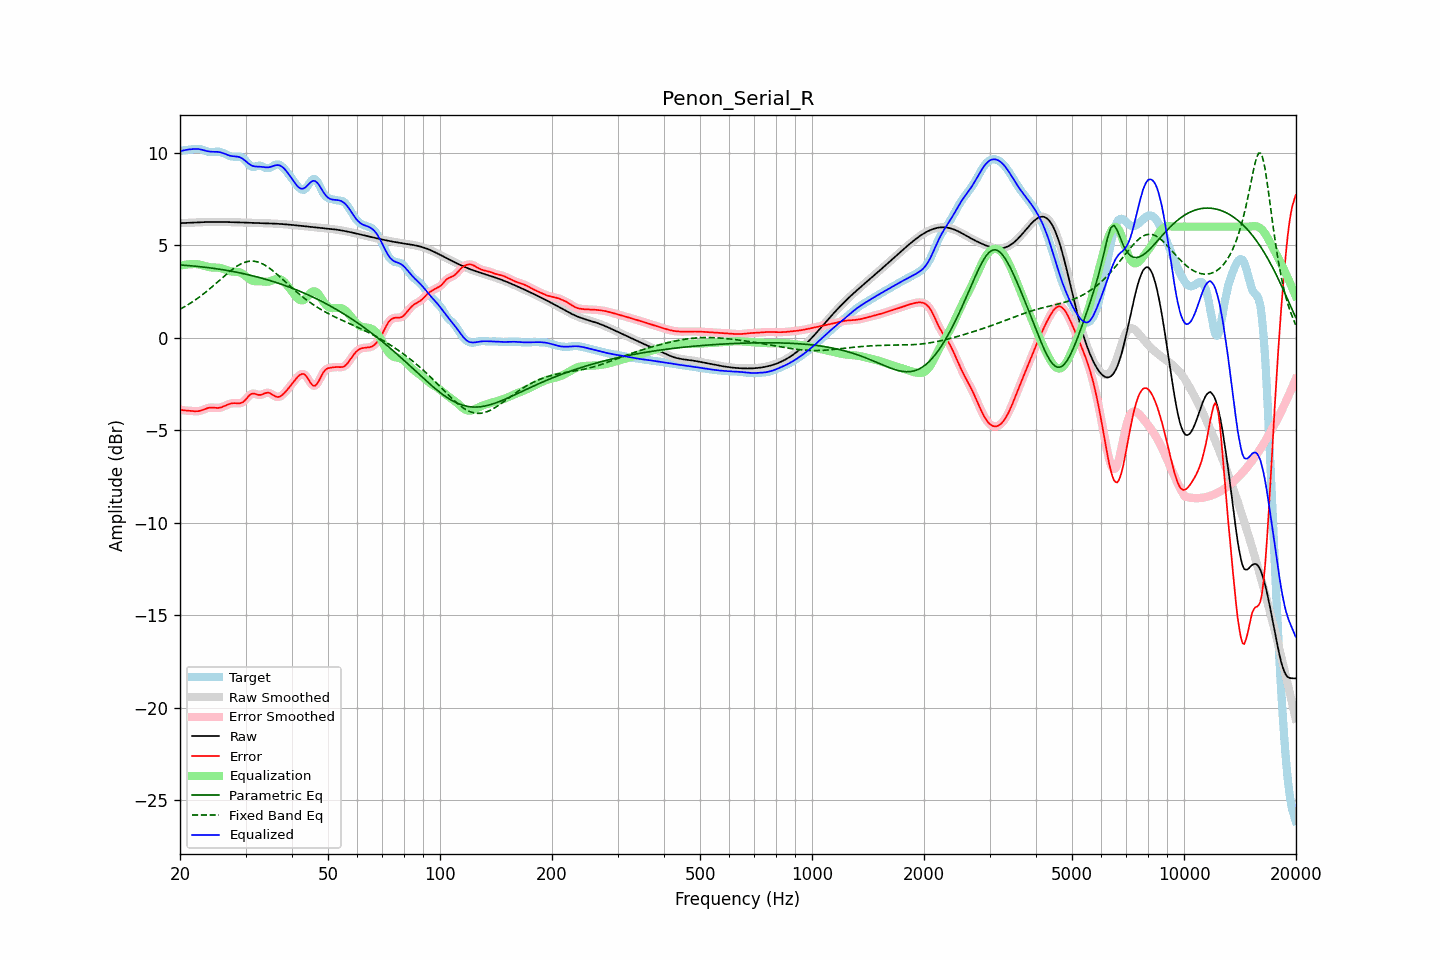 Penon_Serial_R
Amplitude (dBr)
10
5
0
−5
−10
−15
−20
−25
Target
Raw Smoothed
Error Smoothed
Raw
Error
Equalization
Parametric Eq
Fixed Band Eq
Equalized
20 50 100 200 500 1000 2000 5000 10000 20000
Frequency (Hz)